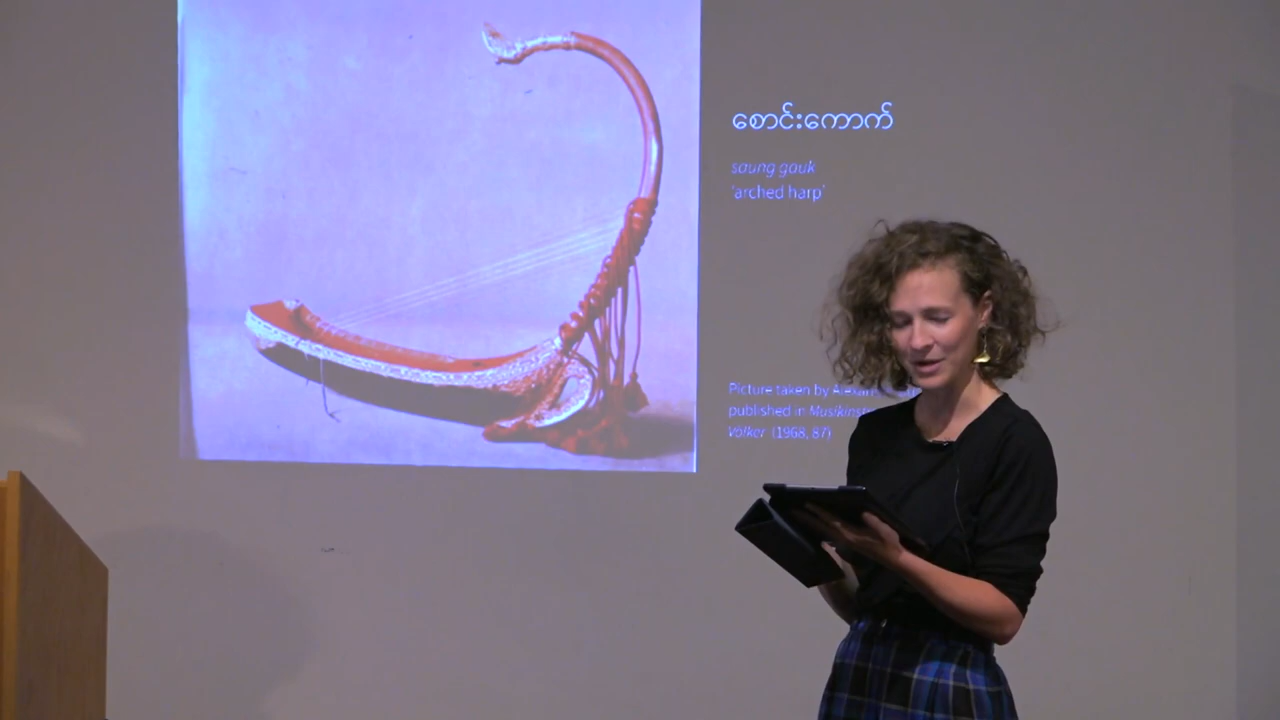 စောင်းကောက်
saung gauk
'arched harp'
Picture taken by
published in
Völker (1968, 87)